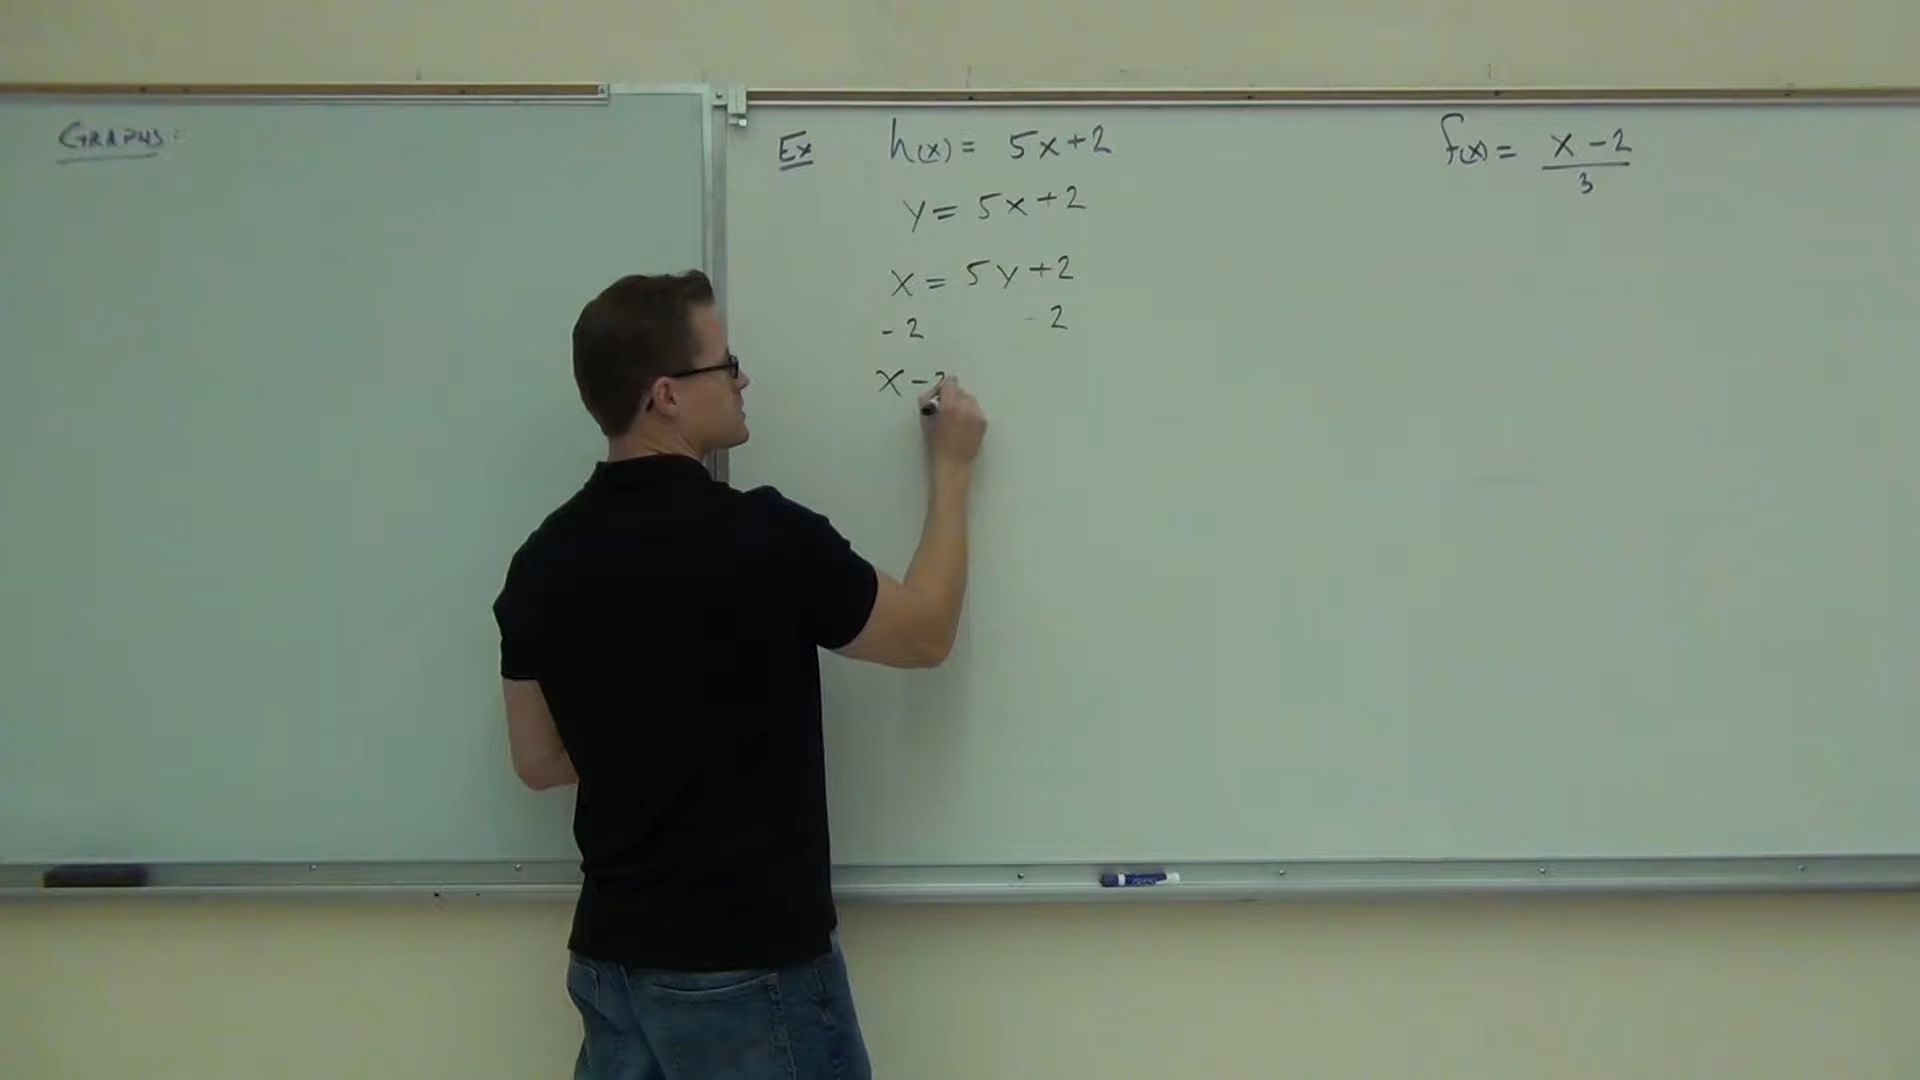 GRAPHS:
Ex h(x) = 5x+2
y = 5x+2
x = 5y+2
-2 -2
x-2
f(x) = x-2
3